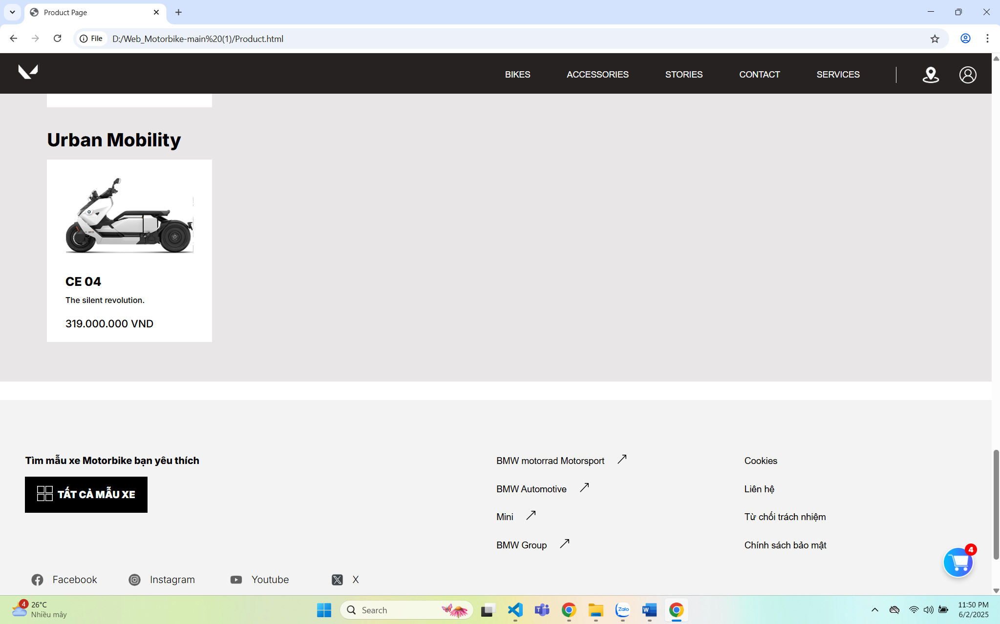 Product Page
File
D:/Web_Motorbike-main%20(1)/Product.html
BIKES
ACCESSORIES
STORIES
CONTACT
SERVICES
Urban Mobility
CE 04
The silent revolution.
319.000.000 VND
Tìm mẫu xe Motorbike bạn yêu thích
TẤT CẢ MẪU XE
BMW motorrad Motorsport
BMW Automotive
Mini
BMW Group
Cookies
Liên hệ
Từ chối trách nhiệm
Chính sách bảo mật
4
Facebook
Instagram
Youtube
X
4
26°C
Nhiều mây
Search
Zalo
11:50 PM
6/2/2025